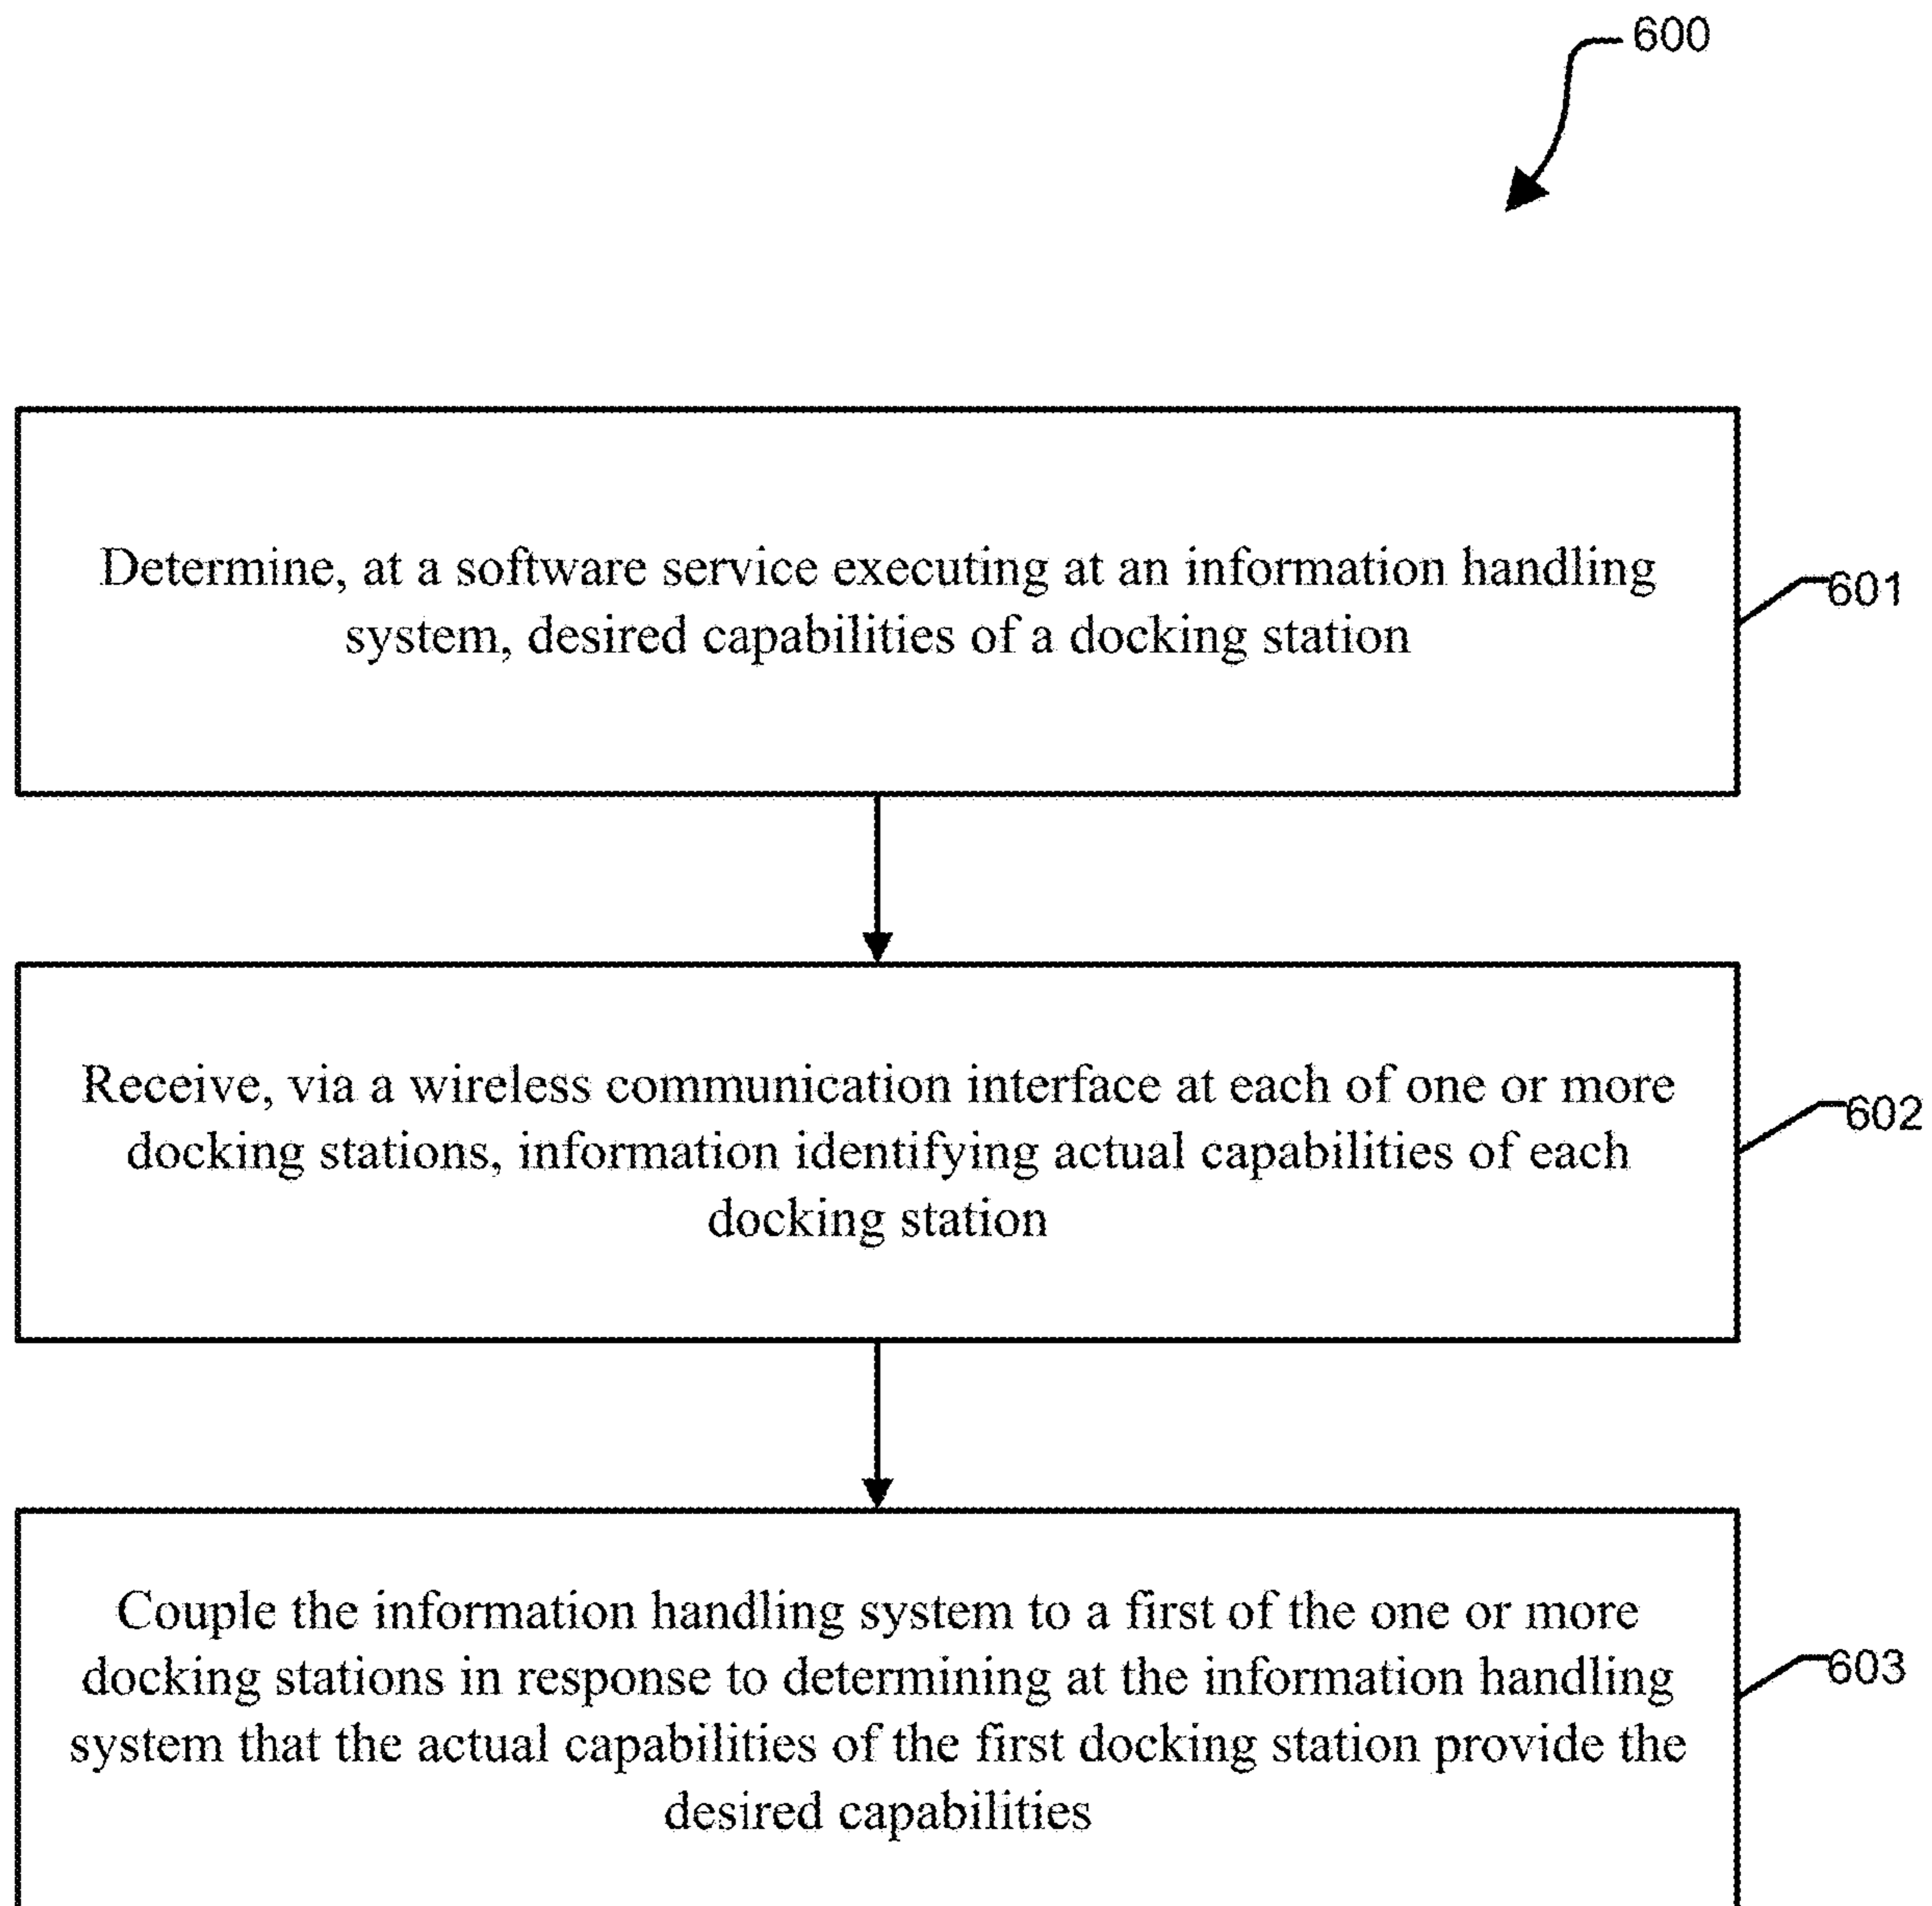 600
Determine, at a software service executing at an information handling
system, desired capabilities of a docking station
601
Receive, via a wireless communication interface at each of one or more
docking stations, information identifying actual capabilities of each
docking station
602
Couple the information handling system to a first of the one or more
docking stations in response to determining at the information handling
system that the actual capabilities of the first docking station provide the
desired capabilities
603